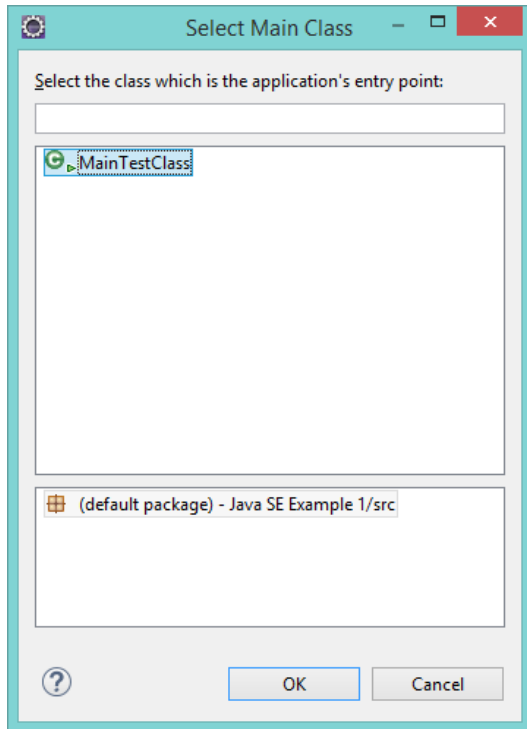 Select Main Class
Select the class which is the application's entry point:
MainTestClass
(default package) - Java SE Example 1/src
OK
Cancel